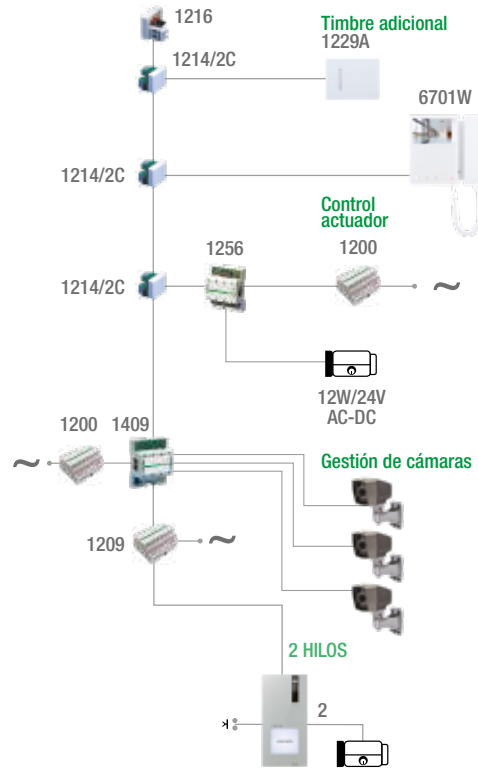 1216
Timbre adicional
1229A
1214/2C
6701W
1214/2C
Control
actuador
1256
1200
1214/2C
12W/24V
AC-DC
1200
1409
Gestión de cámaras
1209
2 HILOS
2